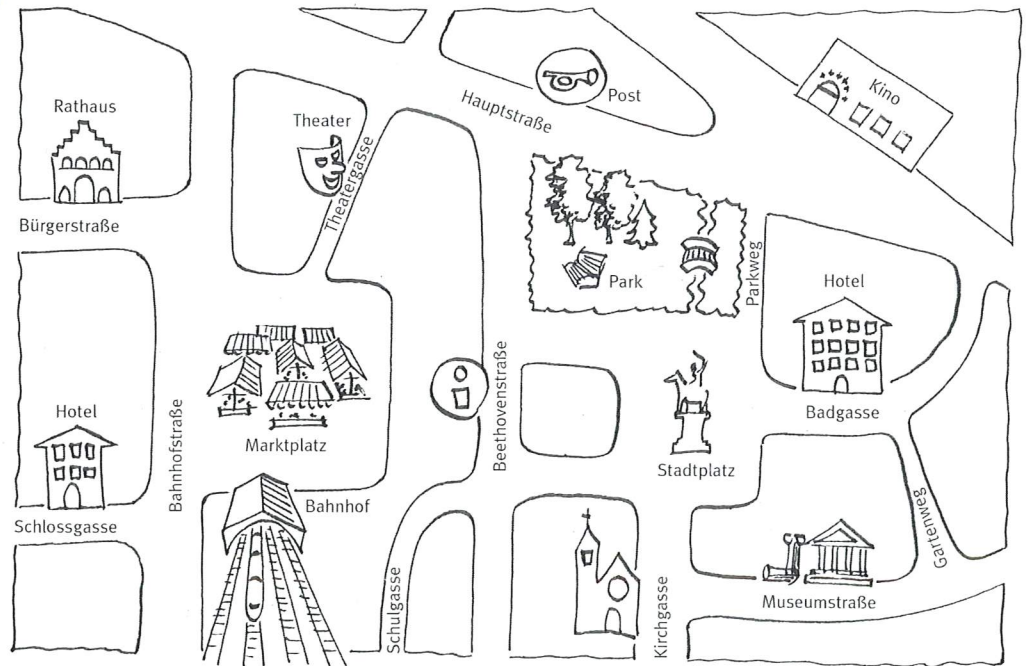 Rathaus
Bürgerstraße
Theater
Theatergasse
Hauptstraße
Post
Kino
Park
Parkweg
Hotel
Badgasse
Marktplatz
Bahnhofstraße
Hotel
Schlossgasse
Bahnhof
Beethovenstraße
Stadtplatz
Schulgasse
Kirchgasse
Gartenweg
Museumstraße